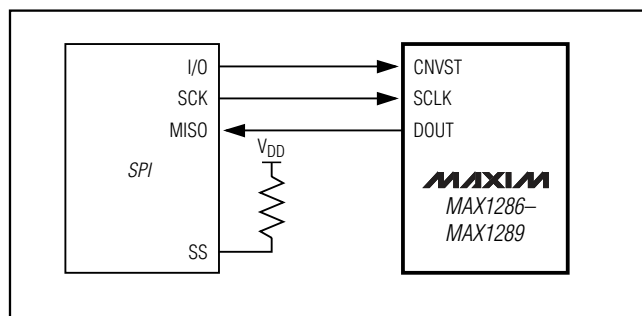 I/O
SCK
MISO
SPI
SS
VDD
CNVST
SCLK
DOUT
MAXIM
MAX1286–
MAX1289